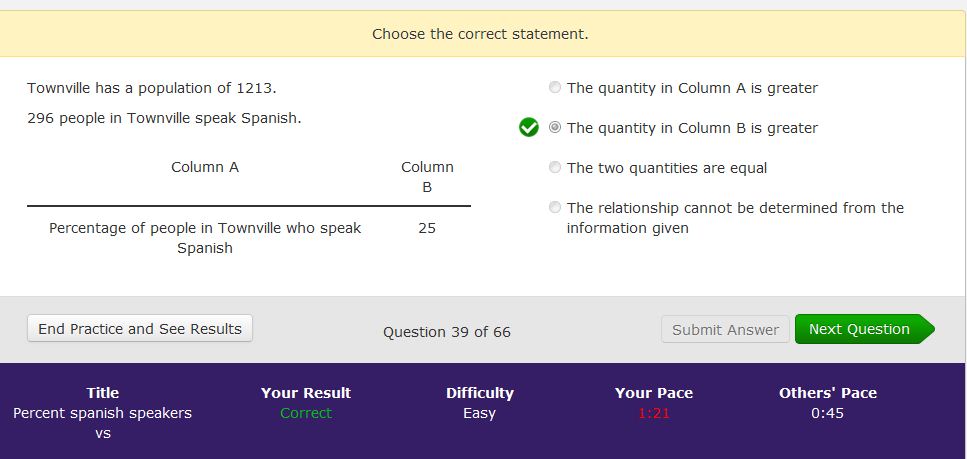 Choose the correct statement.
Townville has a population of 1213.
296 people in Townville speak Spanish.
Column A
Column
B
Percentage of people in Townville who speak
Spanish
25
The quantity in Column A is greater
The quantity in Column B is greater
The two quantities are equal
The relationship cannot be determined from the
information given
End Practice and See Results
Question 39 of 66
Submit Answer
Next Question
Title
Percent spanish speakers
vs
Your Result
Correct
Difficulty
Easy
Your Pace
1:21
Others' Pace
0:45